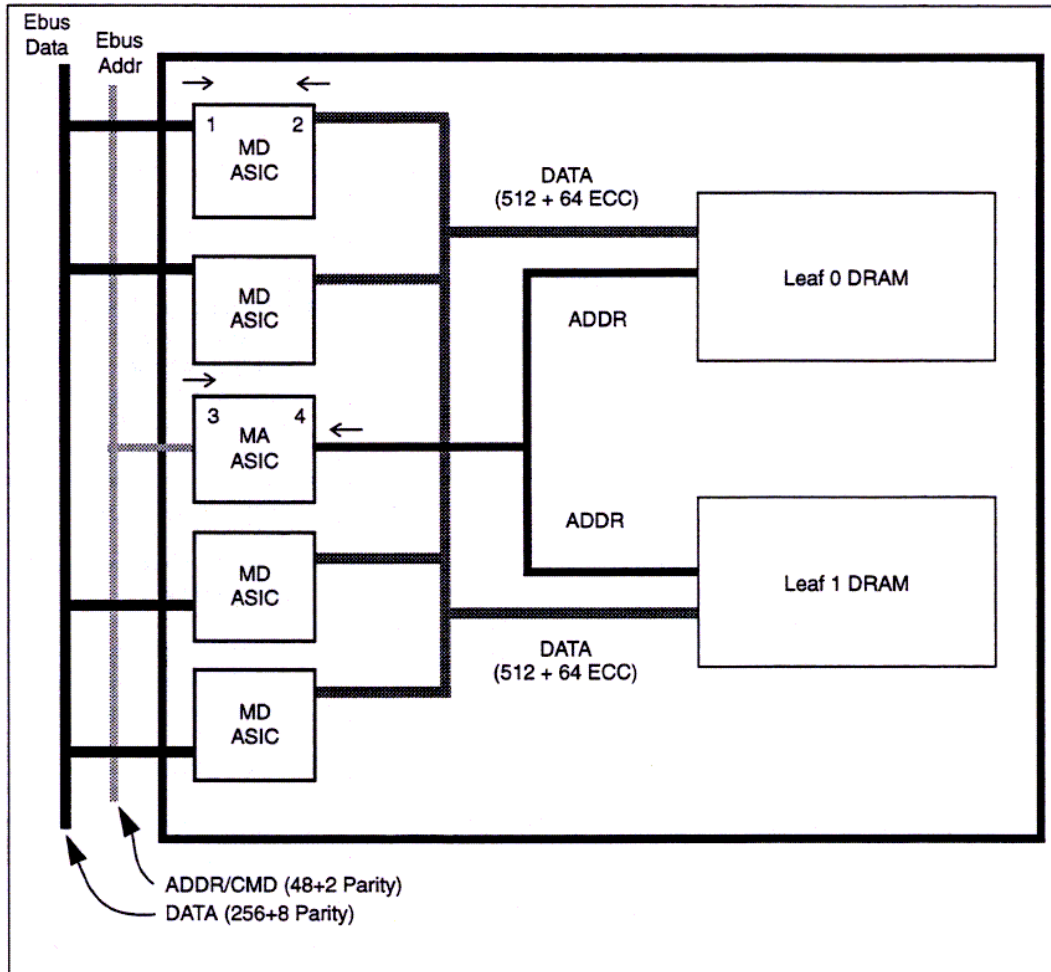 Ebus
Data
Ebus
Addr
1
2
MD
ASIC
DATA
(512 + 64 ECC)
MD
ASIC
Leaf 0 DRAM
ADDR
3
4
MA
ASIC
ADDR
MD
ASIC
Leaf 1 DRAM
DATA
(512 + 64 ECC)
MD
ASIC
ADDR/CMD (48+2 Parity)
DATA (256+8 Parity)